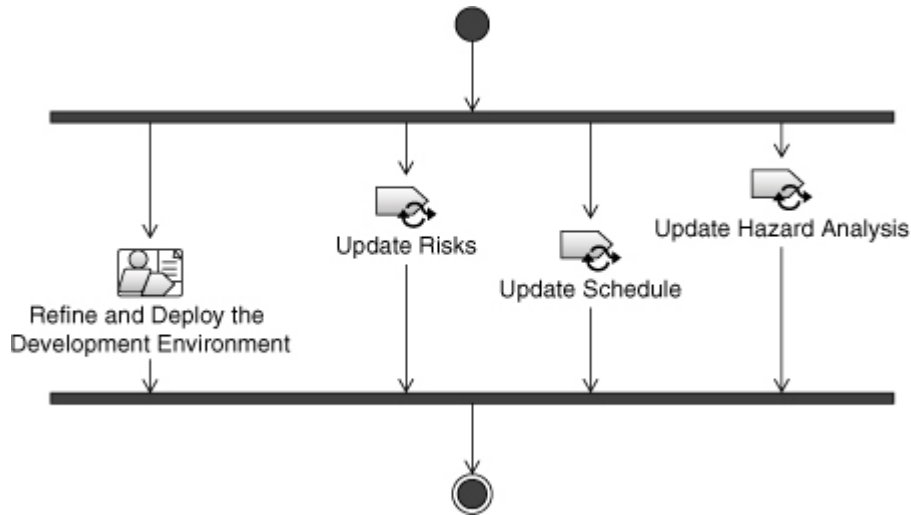 Update Hazard Analysis
Update Risks
Update Schedule
Refine and Deploy the
Development Environment